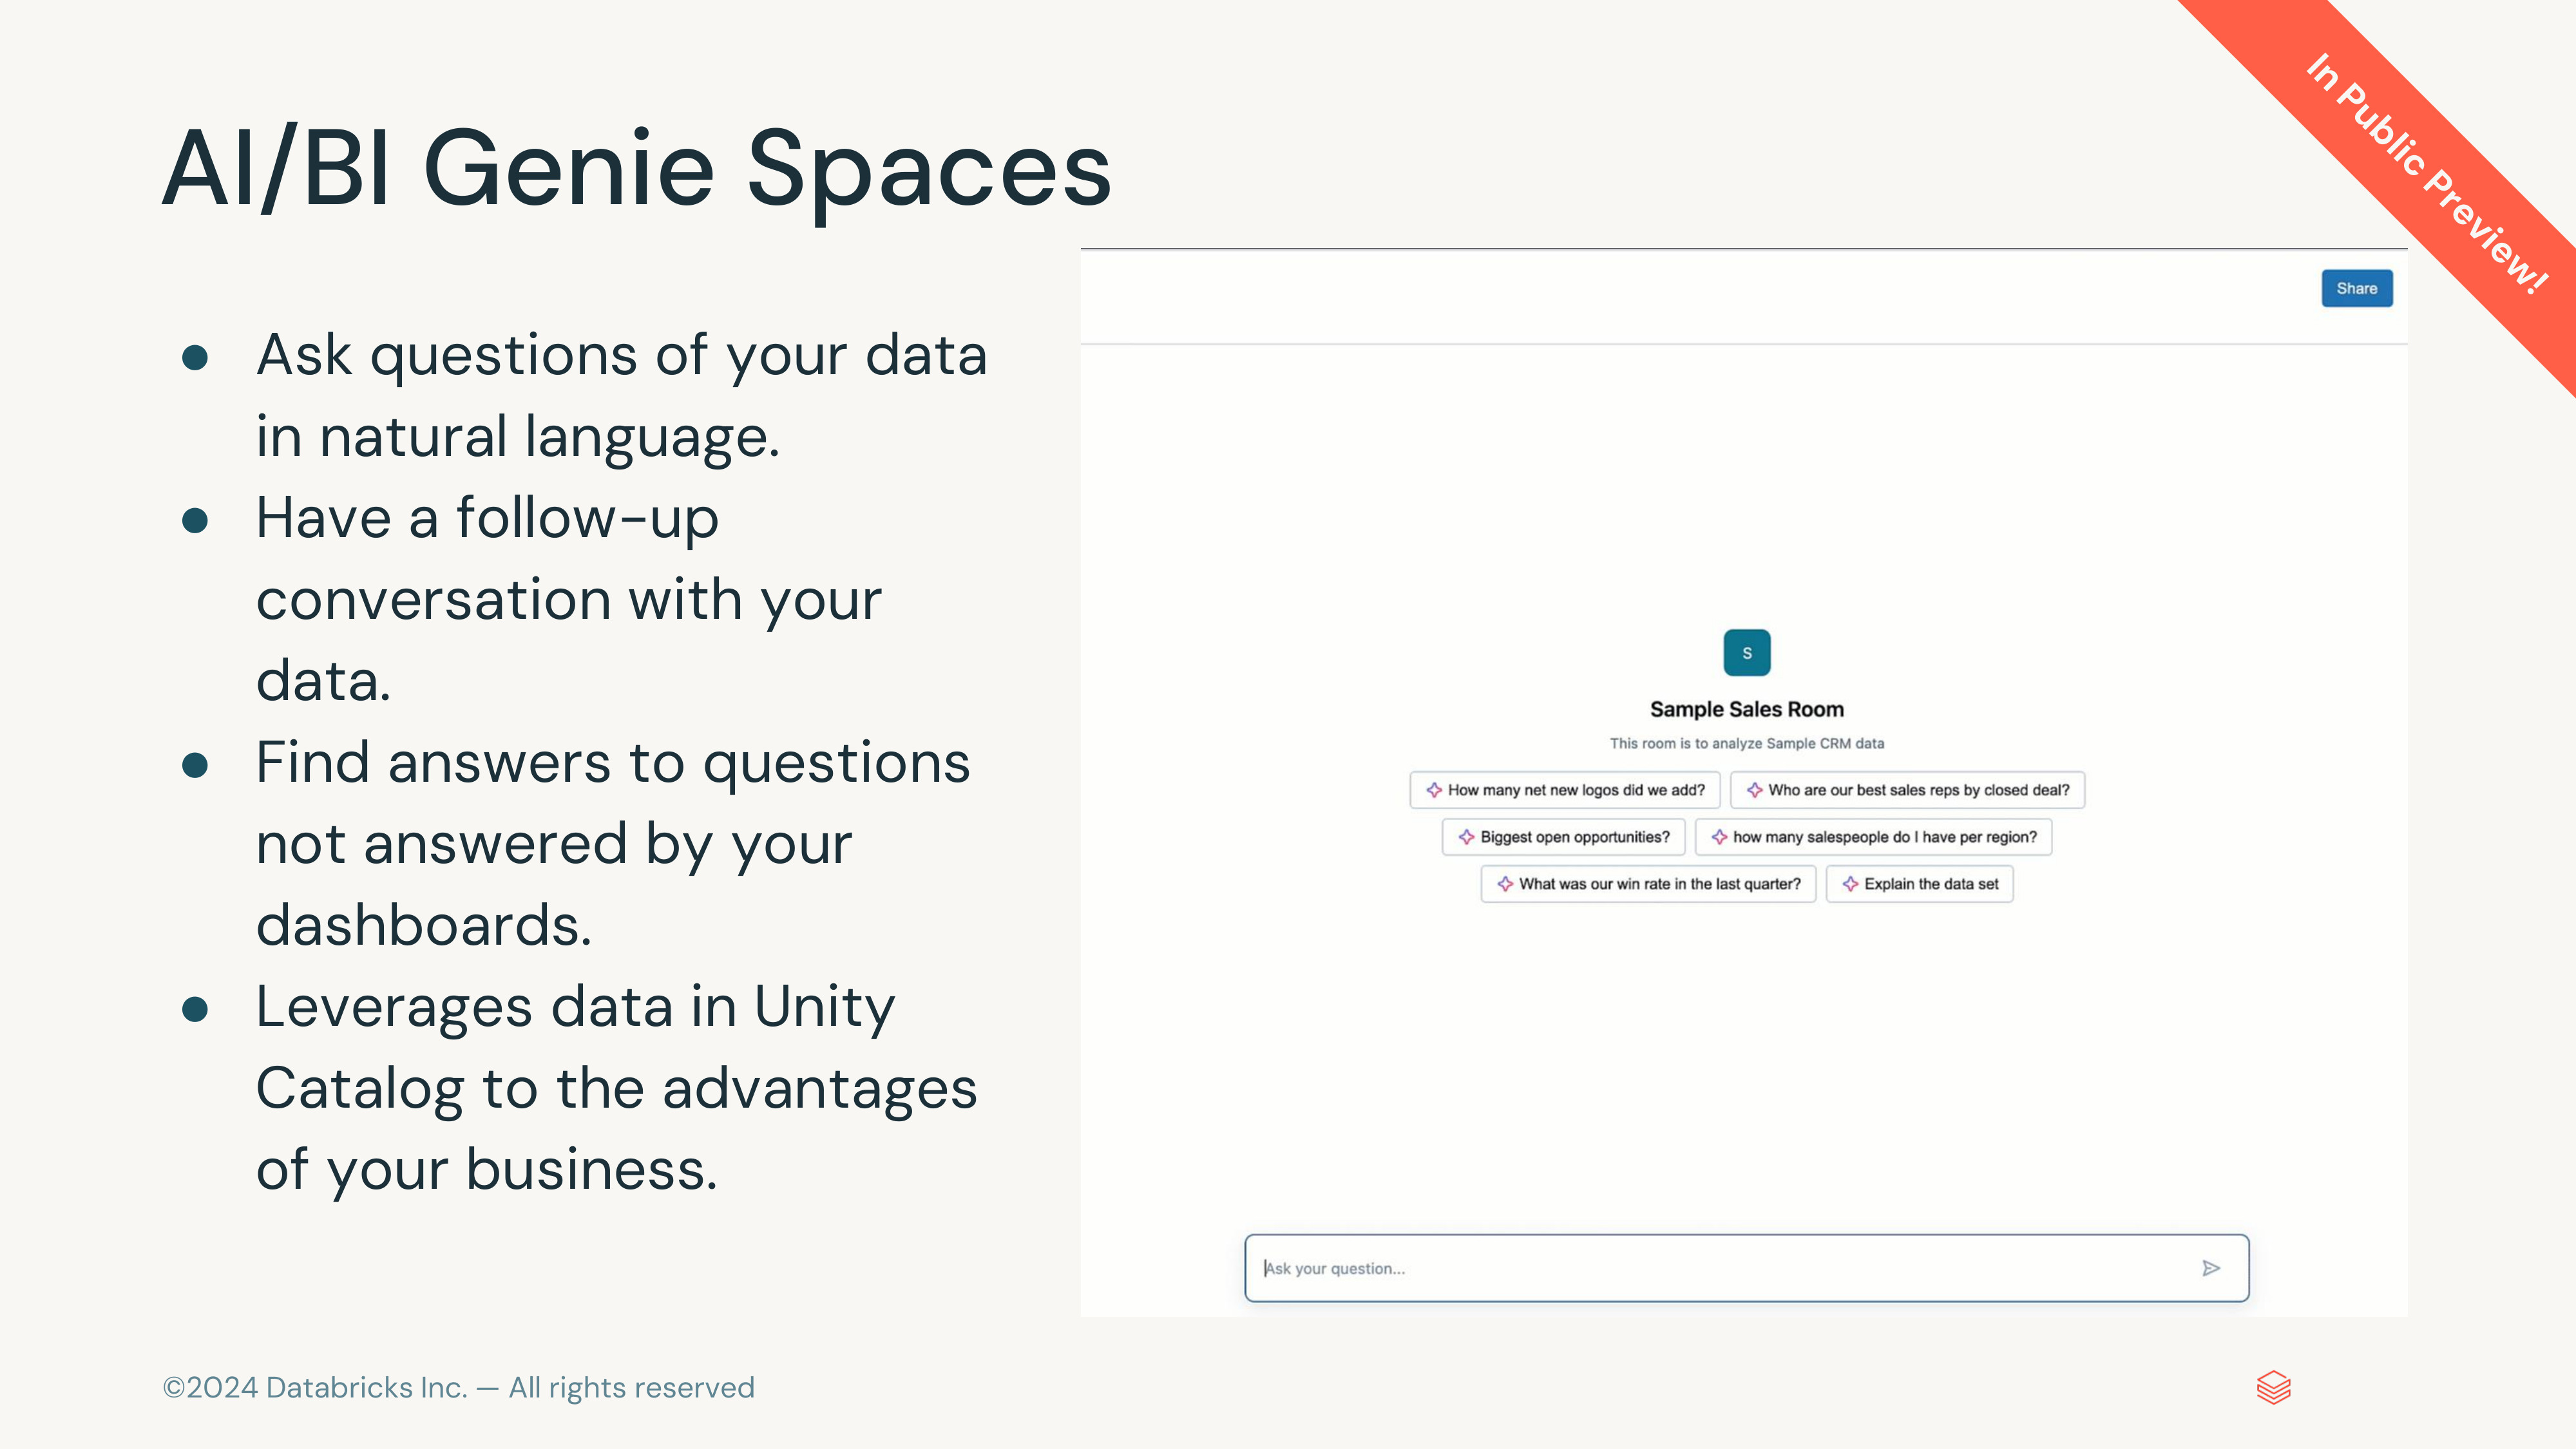 In Public Preview!
AI/BI Genie Spaces
● Ask questions of your data
in natural language.
● Have a follow-up
conversation with your
data.
● Find answers to questions
not answered by your
dashboards.
● Leverages data in Unity
Catalog to the advantages
of your business.
Share
S
Sample Sales Room
This room is to analyze Sample CRM data
How many net new logos did we add? Who are our best sales reps by closed deal?
Biggest open opportunities? how many salespeople do I have per region?
What was our win rate in the last quarter? Explain the data set
Ask your question...
©2024 Databricks Inc. — All rights reserved